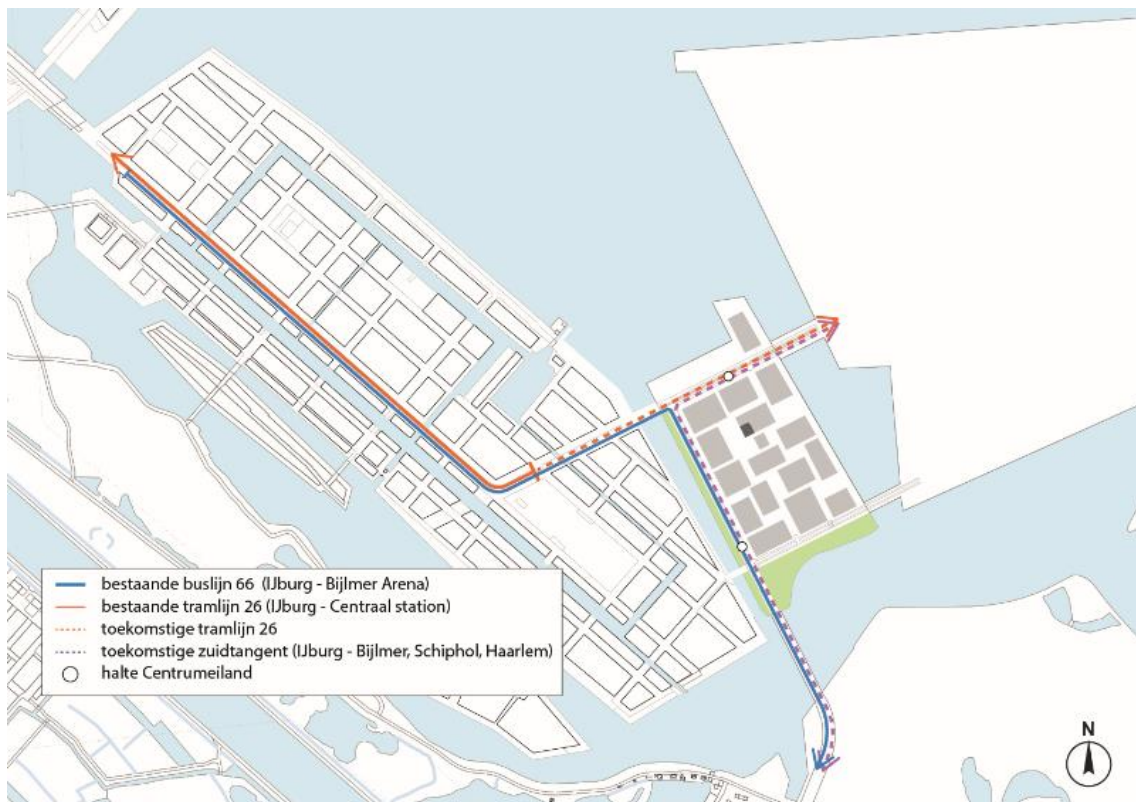 bestaande buslijn 66 (IJburg - Bijlmer Arena)
bestaande tramlijn 26 (IJburg - Centraal station)
toekomstige tramlijn 26
toekomstige zuidtangent (IJburg - Bijlmer, Schiphol, Haarlem)
halte Centrumeiland
N